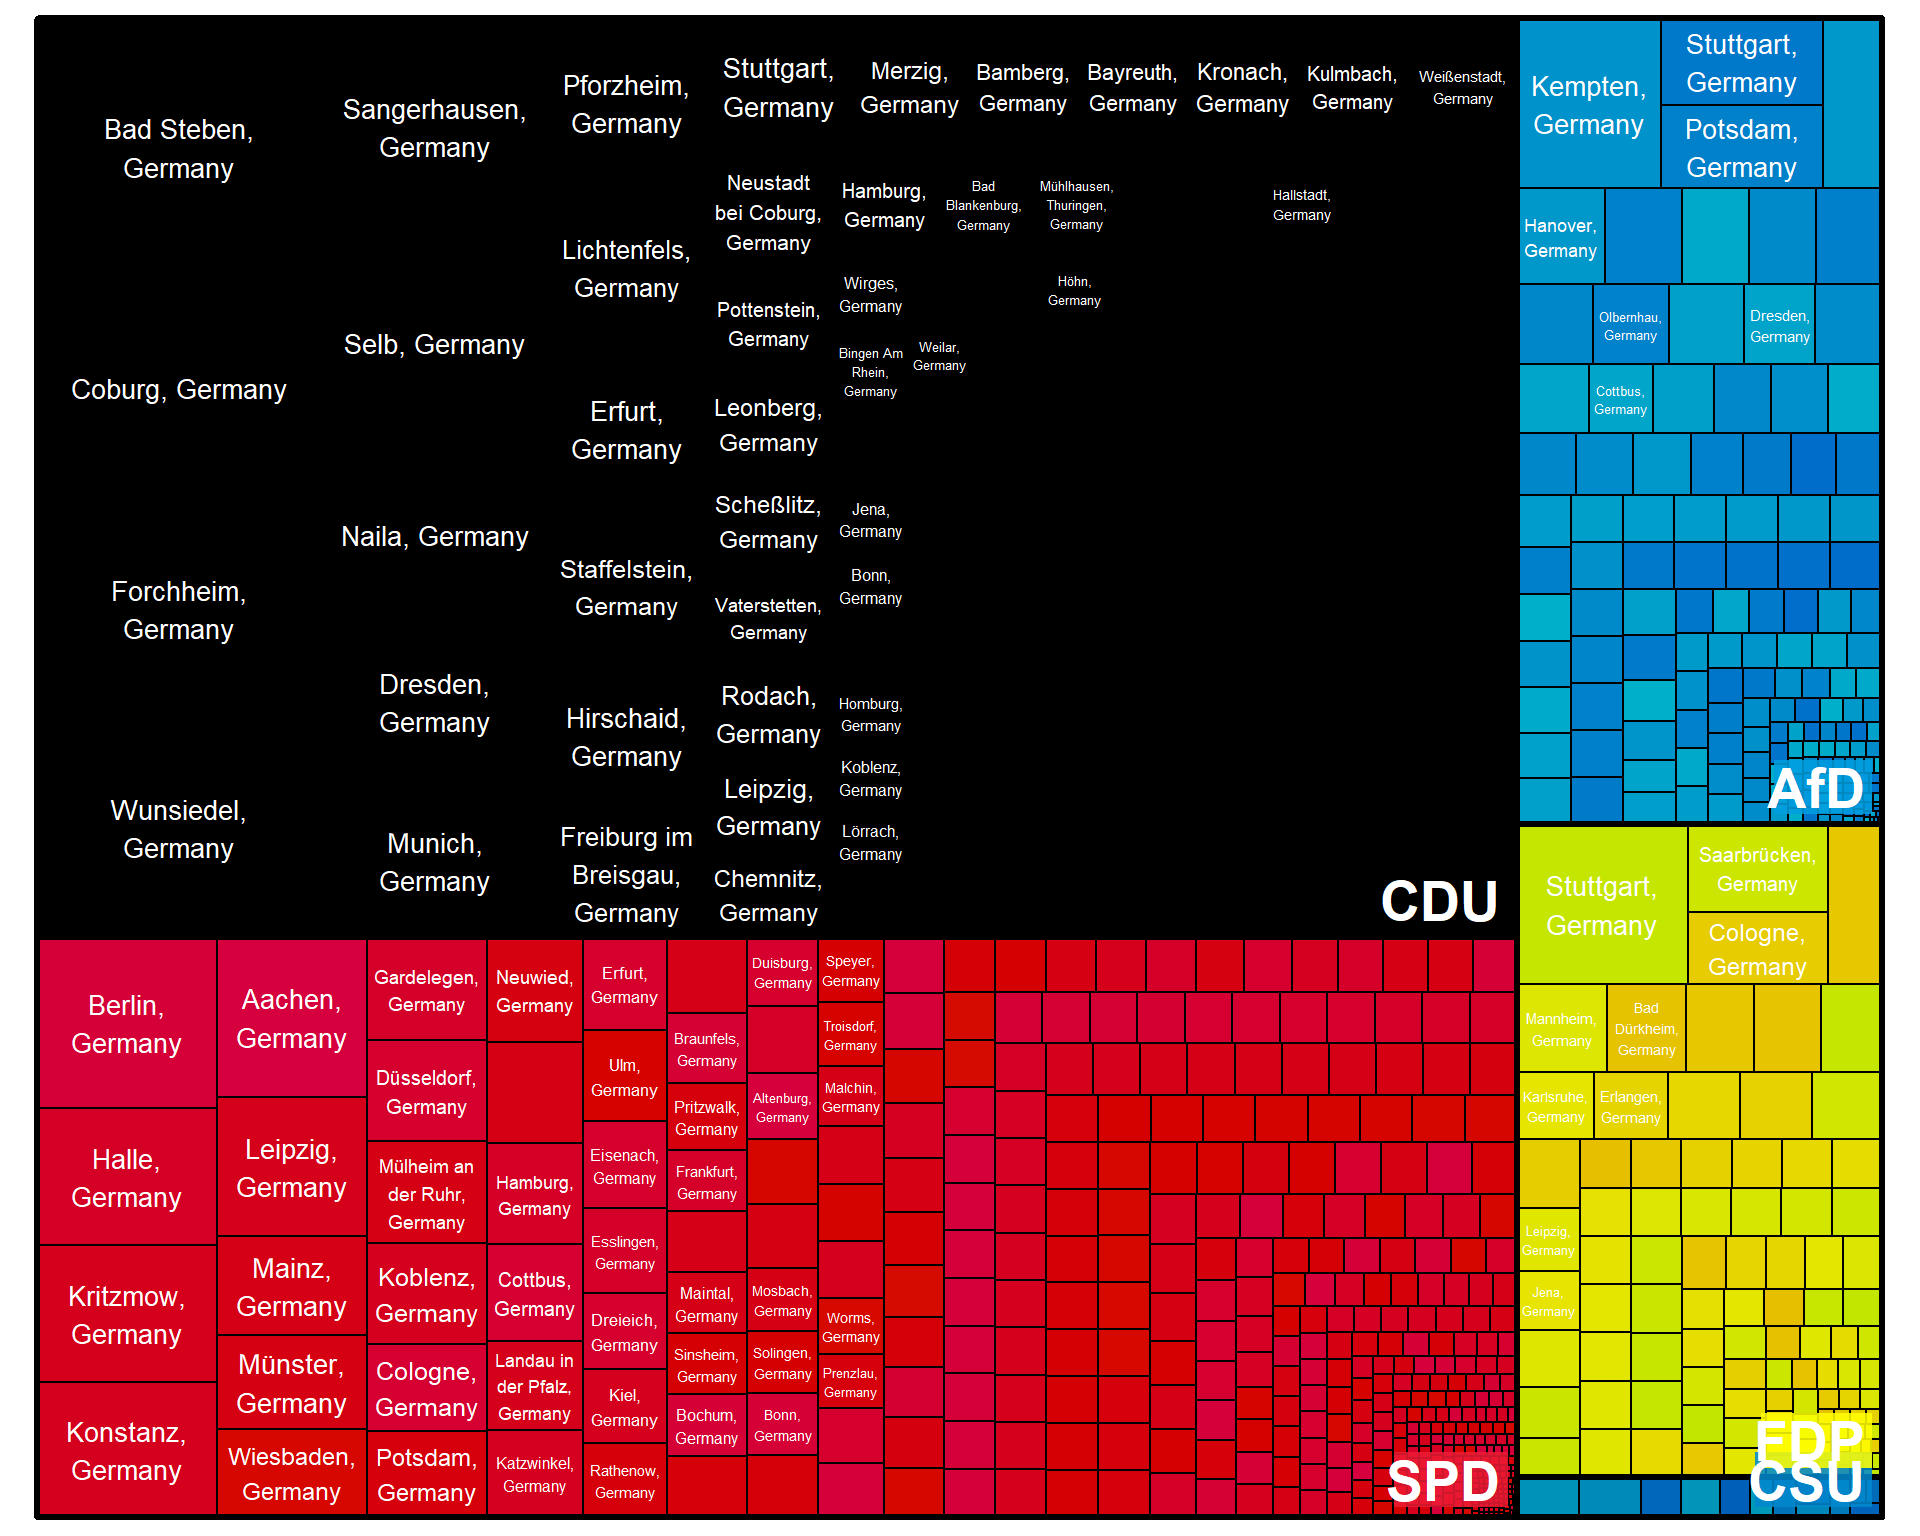 Bad Steben,
Germany
Coburg, Germany
Forchheim,
Germany
Wunsiedel,
Germany
Sangerhausen,
Germany
Selb, Germany
Naila, Germany
Dresden,
Germany
Munich,
Germany
Pforzheim,
Germany
Lichtenfels,
Germany
Erfurt,
Germany
Staffelstein,
Germany
Hirschaid,
Germany
Freiburg im
Breisgau,
Germany
Stuttgart,
Germany
Neustadt
bei Coburg,
Germany
Pottenstein,
Germany
Leonberg,
Germany
Scheßlitz,
Germany
Vaterstetten,
Germany
Rodach,
Germany
Leipzig,
Germany
Chemnitz,
Germany
Merzig,
Germany
Hamburg,
Germany
Wirges,
Germany
Bingen Am
Rhein,
Germany
Weilar,
Germany
Jena,
Germany
Bonn,
Germany
Homburg,
Germany
Koblenz,
Germany
Lörrach,
Germany
Bamberg,
Germany
Bad
Blankenburg,
Germany
Bayreuth,
Germany
Mühlhausen,
Thuringen,
Germany
Höhn,
Germany
Kronach,
Germany
Kulmbach,
Germany
Weißenstadt,
Germany
Hallstadt,
Germany
CDU
Berlin,
Germany
Halle,
Germany
Kritzmow,
Germany
Konstanz,
Germany
Aachen,
Germany
Leipzig,
Germany
Mainz,
Germany
Münster,
Germany
Wiesbaden,
Germany
Gardelegen,
Germany
Düsseldorf,
Germany
Mülheim an
der Ruhr,
Germany
Koblenz,
Germany
Cologne,
Germany
Potsdam,
Germany
Neuwied,
Germany
Hamburg,
Germany
Cottbus,
Germany
Landau in
der Pfalz,
Germany
Katzwinkel,
Germany
Erfurt,
Germany
Ulm,
Germany
Eisenach,
Germany
Esslingen,
Germany
Dreieich,
Germany
Kiel,
Germany
Rathenow,
Germany
Braunfels,
Germany
Pritzwalk,
Germany
Frankfurt,
Germany
Maintal,
Germany
Sinsheim,
Germany
Bochum,
Germany
Duisburg,
Germany
Altenburg,
Germany
Mosbach,
Germany
Solingen,
Germany
Bonn,
Germany
Speyer,
Germany
Troisdorf,
Germany
Malchin,
Germany
Worms,
Germany
Prenzlau,
Germany
SPD
Kempten,
Germany
Stuttgart,
Germany
Potsdam,
Germany
Hanover,
Germany
Olbernhau,
Germany
Dresden,
Germany
Cottbus,
Germany
AfD
Stuttgart,
Germany
Saarbrücken,
Germany
Cologne,
Germany
Mannheim,
Germany
Bad
Dürkheim,
Germany
Karlsruhe,
Germany
Erlangen,
Germany
Leipzig,
Germany
Jena,
Germany
FDP
CSU